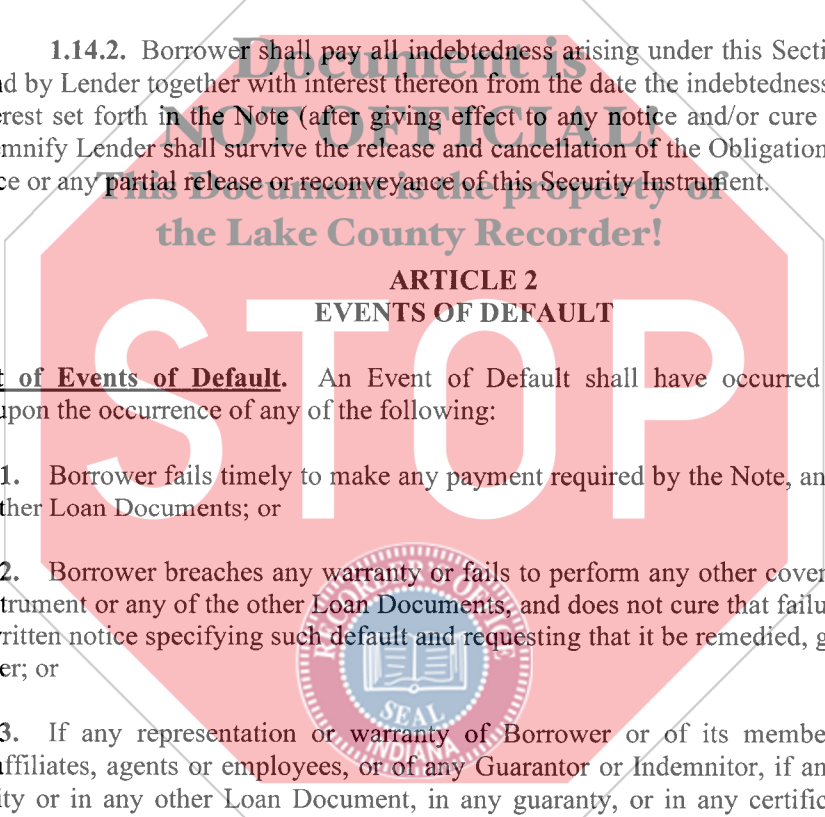 1.14.2. Borrower shall pay all indebtedness arising under this Secti
nd by Lender together with interest thereon from the date the indebtedness
erest set forth in the Note (after giving effect to any notice and/or cure
emnify Lender shall survive the release and cancellation of the Obligation
ce or any partial release or reconveyance of this Security Instrument.
Document is
NOT OFFICIAL!
This Document is the property of
the Lake County Recorder!
ARTICLE 2
EVENTS OF DEFAULT
STOP
t of Events of Default. An Event of Default shall have occurred
upon the occurrence of any of the following:
1. Borrower fails timely to make any payment required by the Note, an
ther Loan Documents; or
2. Borrower breaches any warranty or fails to perform any other cover
trument or any of the other Loan Documents, and does not cure that failu
ritten notice specifying such default and requesting that it be remedied, g
er; or
RECORDER'S OFFICE
SEAL
INDIANA
3. If any representation or warranty of Borrower or of its membe
affiliates, agents or employees, or of any Guarantor or Indemnitor, if an
ity or in any other Loan Document, in any guaranty, or in any certific